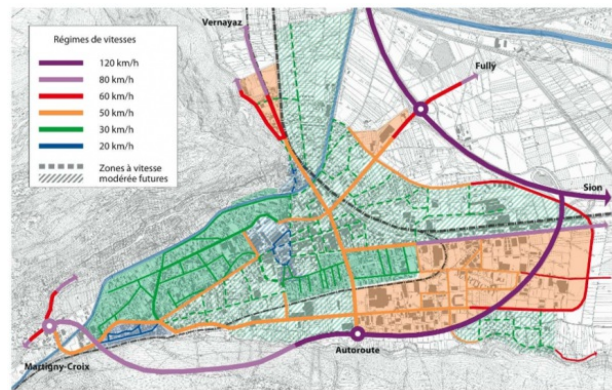 Vernayaz
Régimes de vitesses
120 km/h
80 km/h
60 km/h
50 km/h
30 km/h
20 km/h
Zones à vitesse
modérée futures
Fully
Sion
Martigny-Croix
Autoroute